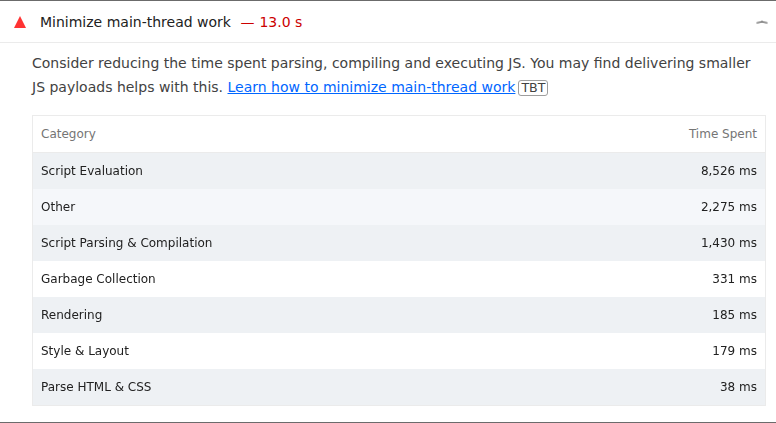 Minimize main-thread work — 13.0 s
Consider reducing the time spent parsing, compiling and executing JS. You may find delivering smaller
JS payloads helps with this. Learn how to minimize main-thread work TBT
Category Time Spent
Script Evaluation 8,526 ms
Other 2,275 ms
Script Parsing & Compilation 1,430 ms
Garbage Collection 331 ms
Rendering 185 ms
Style & Layout 179 ms
Parse HTML & CSS 38 ms